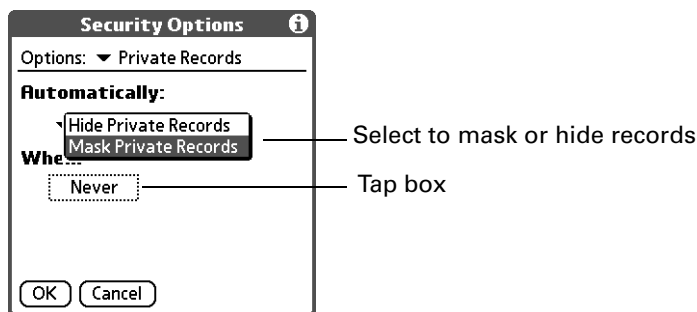 Security Options
Options: Private Records
Automatically:
Hide Private Records
Mask Private Records
Select to mask or hide records
Never
Tap box
OK Cancel